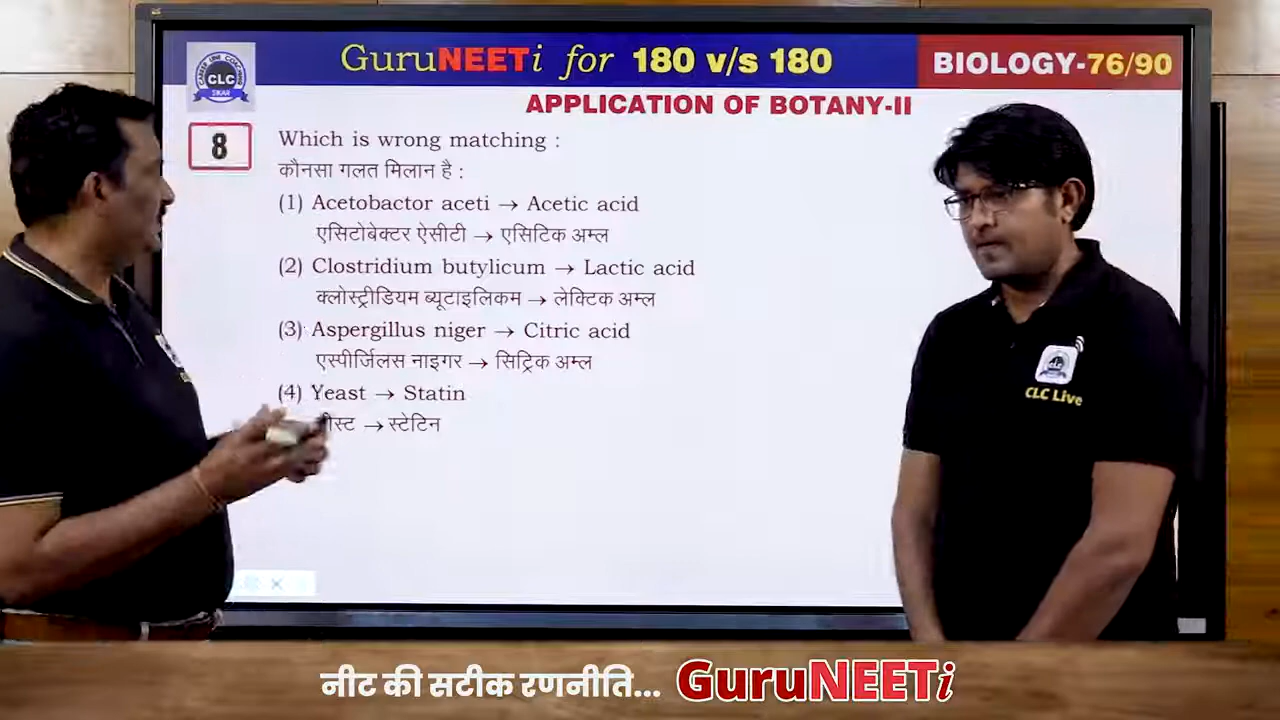 GuruNEETi for 180 v/s 180
BIOLOGY-76/90
CLC
SIKAR
APPLICATION OF BOTANY-II
8
Which is wrong matching :
कौनसा गलत मिलान है :
(1) Acetobactor aceti → Acetic acid
एसिटोबेक्टर ऐसीटी → एसिटिक अम्ल
(2) Clostridium butylicum → Lactic acid
क्लोस्ट्रीडियम ब्यूटाइलिकम → लेक्टिक अम्ल
(3) Aspergillus niger → Citric acid
एस्पीर्जिलस नाइगर → सिट्रिक अम्ल
(4) Yeast → Statin
→ स्टेटिन
CLC Live
नीट की सटीक रणनीति... GuruNEETi